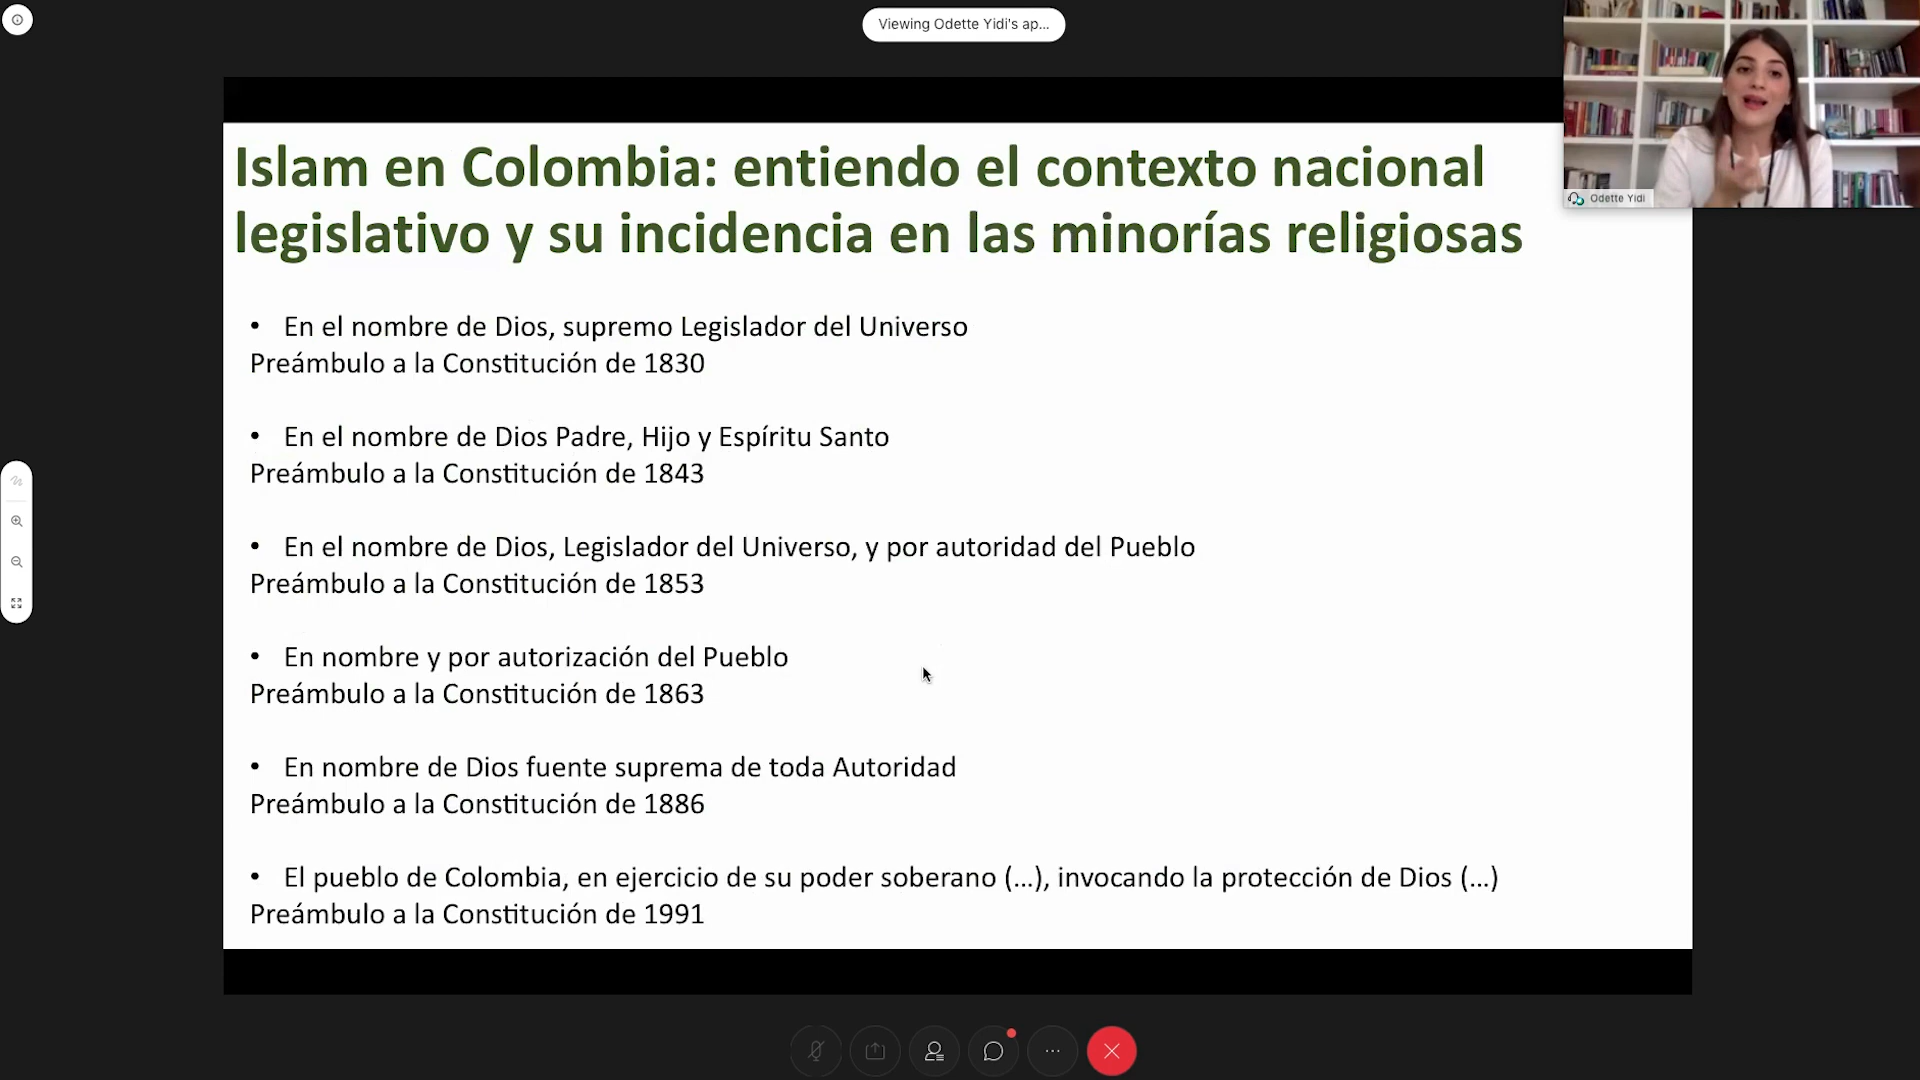 Viewing Odette Yidi's ap...
Odette Yidi
Islam en Colombia: entiendo el contexto nacional
legislativo y su incidencia en las minorías religiosas
• En el nombre de Dios, supremo Legislador del Universo
Preámbulo a la Constitución de 1830
• En el nombre de Dios Padre, Hijo y Espíritu Santo
Preámbulo a la Constitución de 1843
• En el nombre de Dios, Legislador del Universo, y por autoridad del Pueblo
Preámbulo a la Constitución de 1853
• En nombre y por autorización del Pueblo
Preámbulo a la Constitución de 1863
• En nombre de Dios fuente suprema de toda Autoridad
Preámbulo a la Constitución de 1886
• El pueblo de Colombia, en ejercicio de su poder soberano (...), invocando la protección de Dios (...)
Preámbulo a la Constitución de 1991